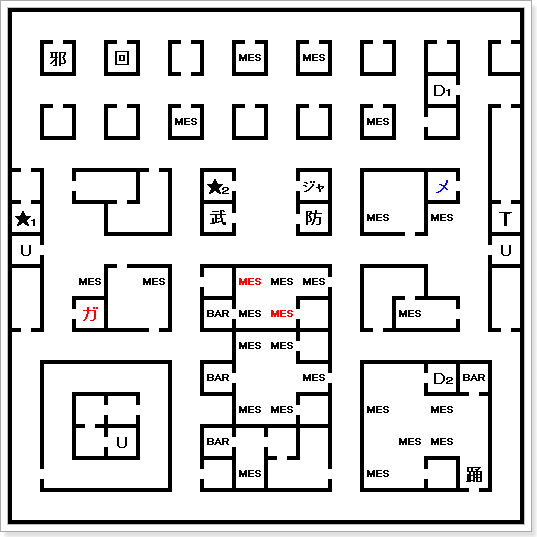 邪 回 MES MES
D1
MES MES
★2 ジャ メ
★1 武 防 MES MES T
U U
MES MES MES MES MES
ガ BAR MES MES MES
MES MES
BAR MES D2 BAR
MES MES MES MES
U BAR MES MES
MES MES 踊